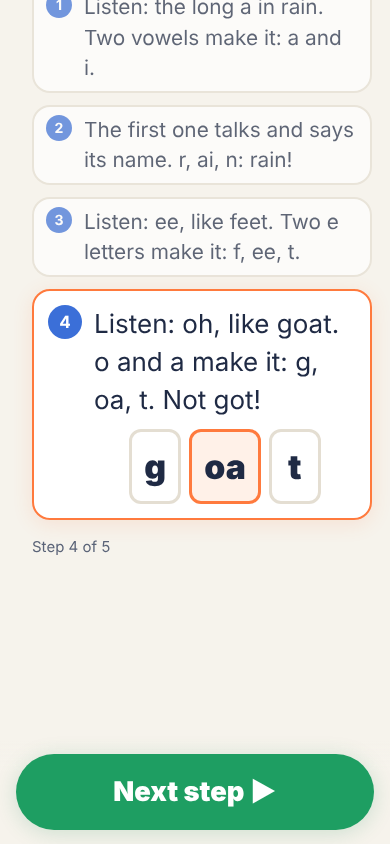 1 Listen: the long a in rain.
Two vowels make it: a and
i.
2 The first one talks and says
its name. r, ai, n: rain!
3 Listen: ee, like feet. Two e
letters make it: f, ee, t.
4 Listen: oh, like goat.
o and a make it: g,
oa, t. Not got!
g oa t
Step 4 of 5
Next step ▶